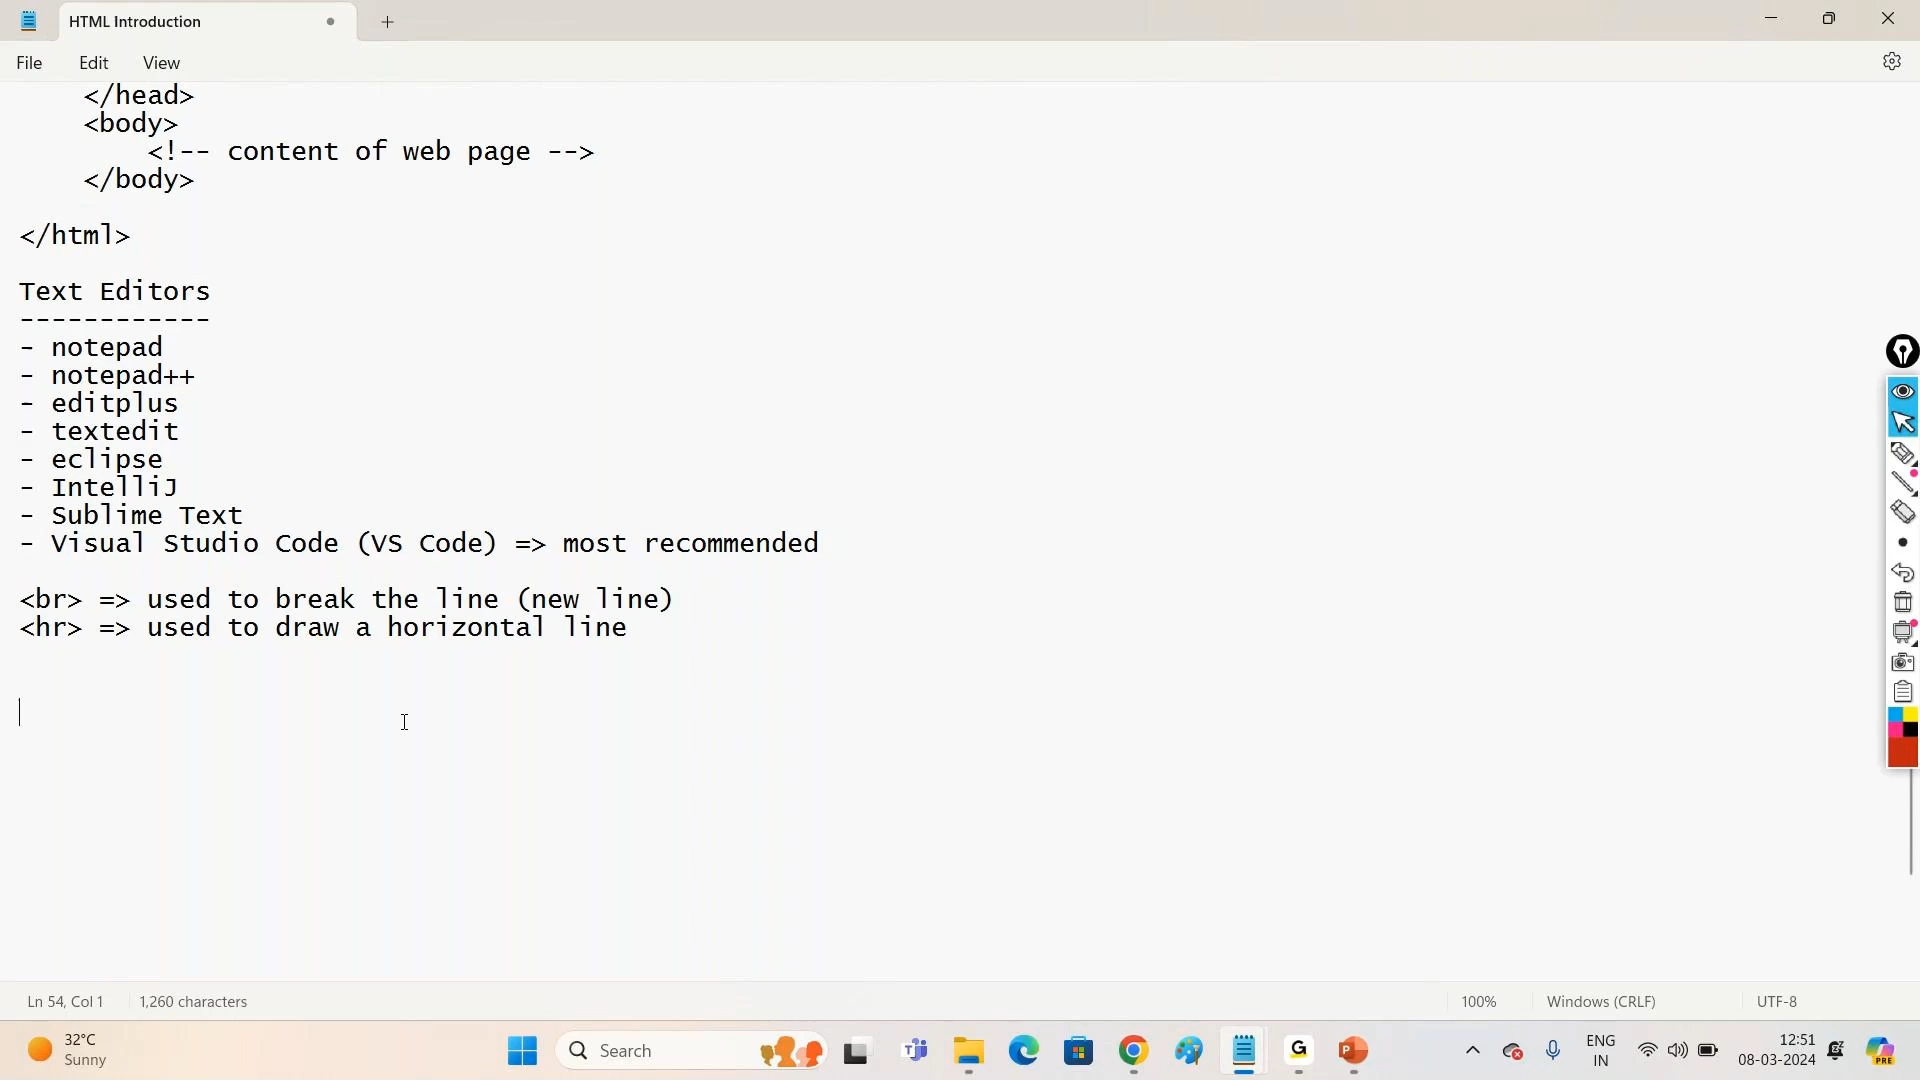 HTML Introduction
File Edit View
</head>
<body>
<!-- content of web page -->
</body>
</html>
Text Editors
------------
- notepad
- notepad++
- editplus
- textedit
- eclipse
- IntelliJ
- Sublime Text
- Visual Studio Code (VS Code) => most recommended
<br> => used to break the line (new line)
<hr> => used to draw a horizontal line
Ln 54, Col 1 1,260 characters 100% Windows (CRLF) UTF-8
32°C
Sunny
Search
ENG
IN
12:51
08-03-2024
PRE